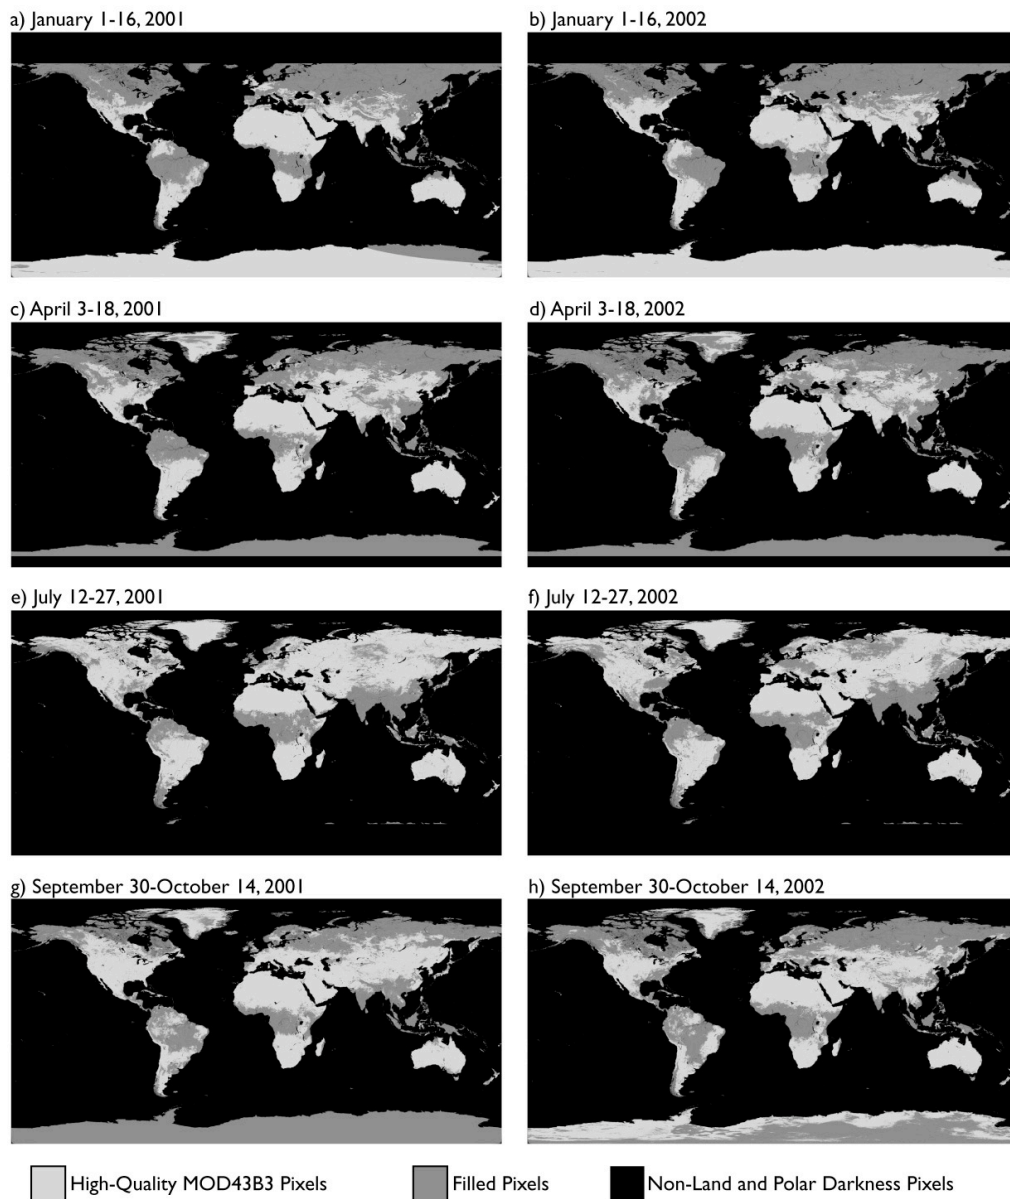 a) January 1-16, 2001
b) January 1-16, 2002
c) April 3-18, 2001
d) April 3-18, 2002
e) July 12-27, 2001
f) July 12-27, 2002
g) September 30-October 14, 2001
h) September 30-October 14, 2002
High-Quality MOD43B3 Pixels
Filled Pixels
Non-Land and Polar Darkness Pixels